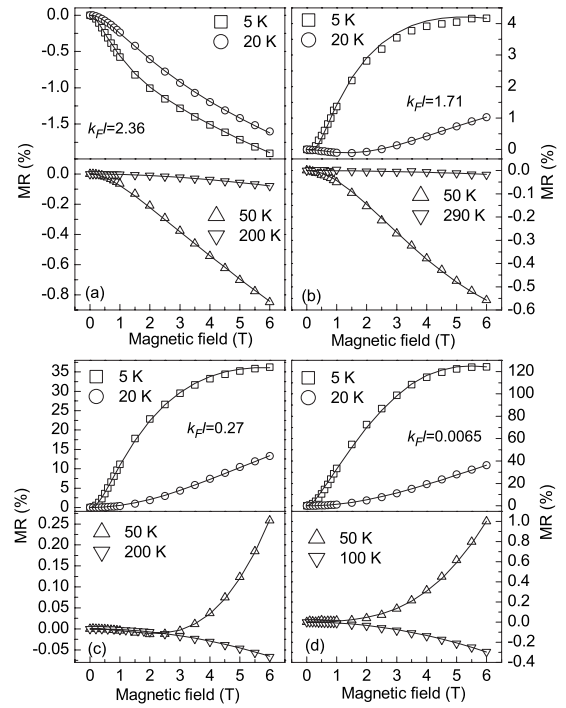 0.0
-0.5
-1.0
-1.5
5 K
20 K
kFl=2.36
0.0
-0.2
-0.4
-0.6
-0.8
50 K
200 K
(a)
MR (%)
0 1 2 3 4 5 6
Magnetic field (T)
5 K
20 K
kFl=1.71
4
3
2
1
0
50 K
290 K
(b)
0.0
-0.1
-0.2
-0.3
-0.4
-0.5
-0.6
MR (%)
0 1 2 3 4 5 6
Magnetic field (T)
35
30
25
20
15
10
5
0
5 K
20 K
kFl=0.27
0.25
0.20
0.15
0.10
0.05
0.00
-0.05
50 K
200 K
(c)
MR (%)
0 1 2 3 4 5 6
Magnetic field (T)
5 K
20 K
kFl=0.0065
120
100
80
60
40
20
0
50 K
100 K
(d)
1.0
0.8
0.6
0.4
0.2
0.0
-0.2
-0.4
MR (%)
0 1 2 3 4 5 6
Magnetic field (T)